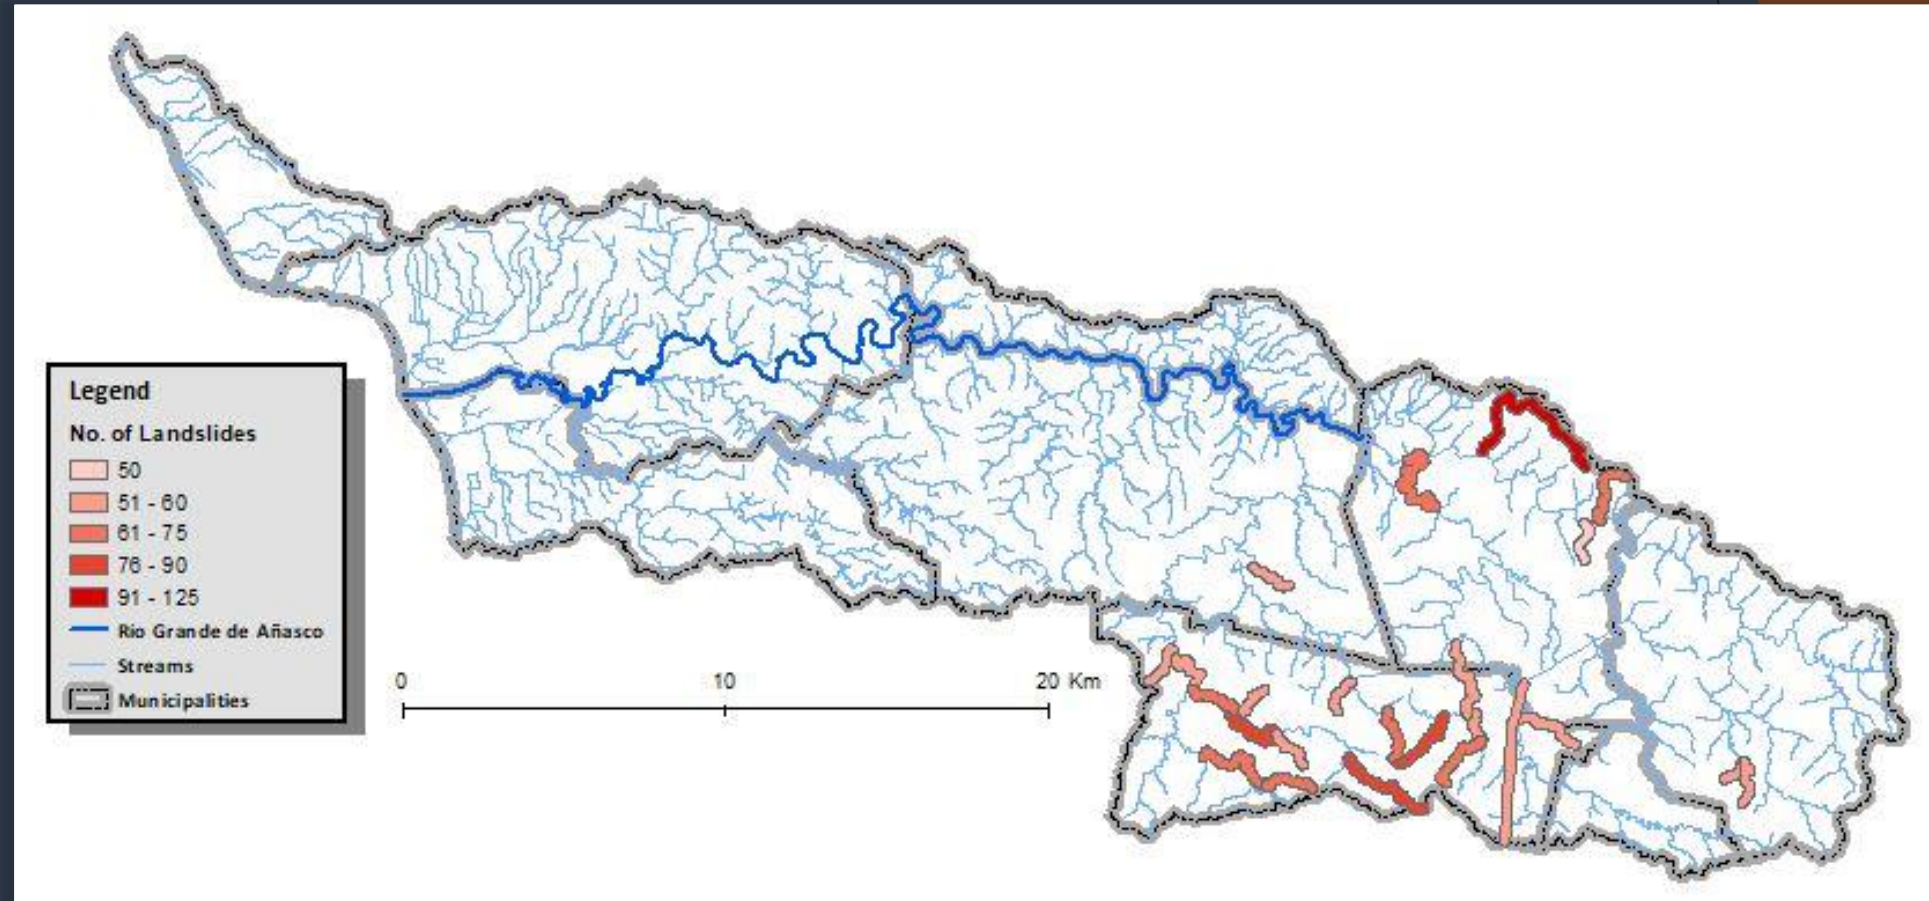 Legend
No. of Landslides
50
51 - 60
61 - 75
76 - 90
91 - 125
Rio Grande de Añasco
Streams
Municipalities
0 10 20 Km